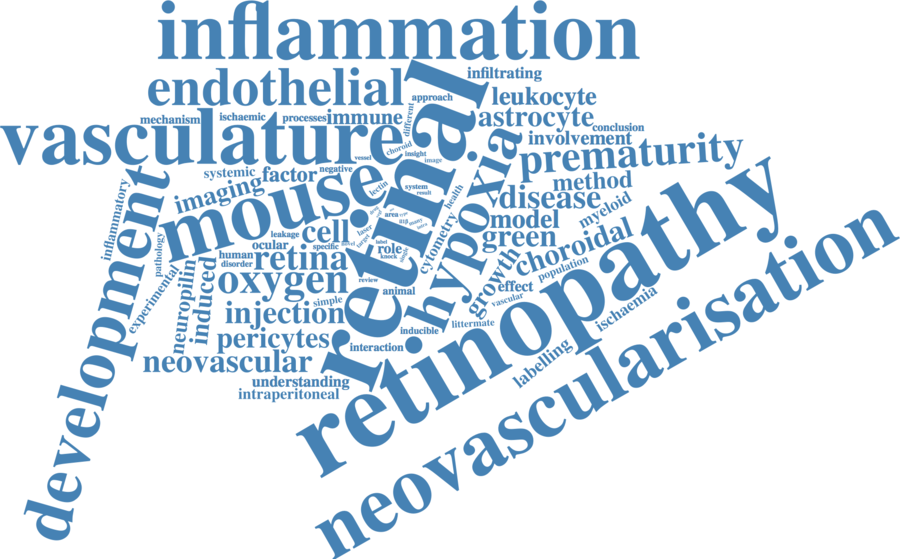 inflammation
infiltrating
endothelial
approach
leukocyte
retinal
vasculature
mechanism
ischaemic
processes
immune
different
astrocyte
conclusion
involvement
choroid
insight
image
vessel
prematurity
systemic
factor
negative
lectin
system
result
hypoxia
method
disease
health
imaging
mouse
inflammatory
development
myeloid
model
area
cell
laser
target
leakage
specific
green
choroidal
cytometry
label
role
knock
ocular
retina
human
disorder
pathology
experimental
neuropilin
induced
oxygen
review
animal
growth
population
effect
vascular
retinopathy
simple
injection
inducible
littermate
ischaemia
pericytes
interaction
neovascular
labelling
understanding
intraperitoneal
neovascularisation